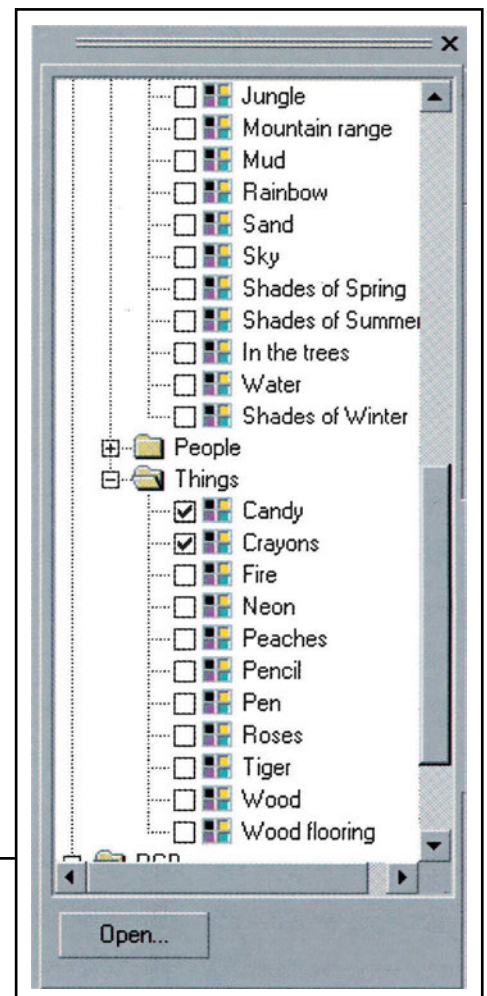 Jungle
Mountain range
Mud
Rainbow
Sand
Sky
Shades of Spring
Shades of Summer
In the trees
Water
Shades of Winter
People
Things
Candy
Crayons
Fire
Neon
Peaches
Pencil
Pen
Roses
Tiger
Wood
Wood flooring
Open...